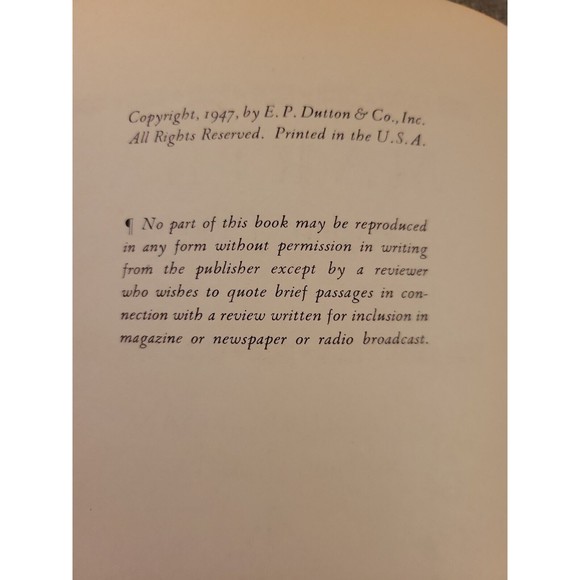 Copyright, 1947, by E. P. Dutton & Co., Inc.
All Rights Reserved. Printed in the U. S. A.
¶ No part of this book may be reproduced
in any form without permission in writing
from the publisher except by a reviewer
who wishes to quote brief passages in con-
nection with a review written for inclusion in
magazine or newspaper or radio broadcast.